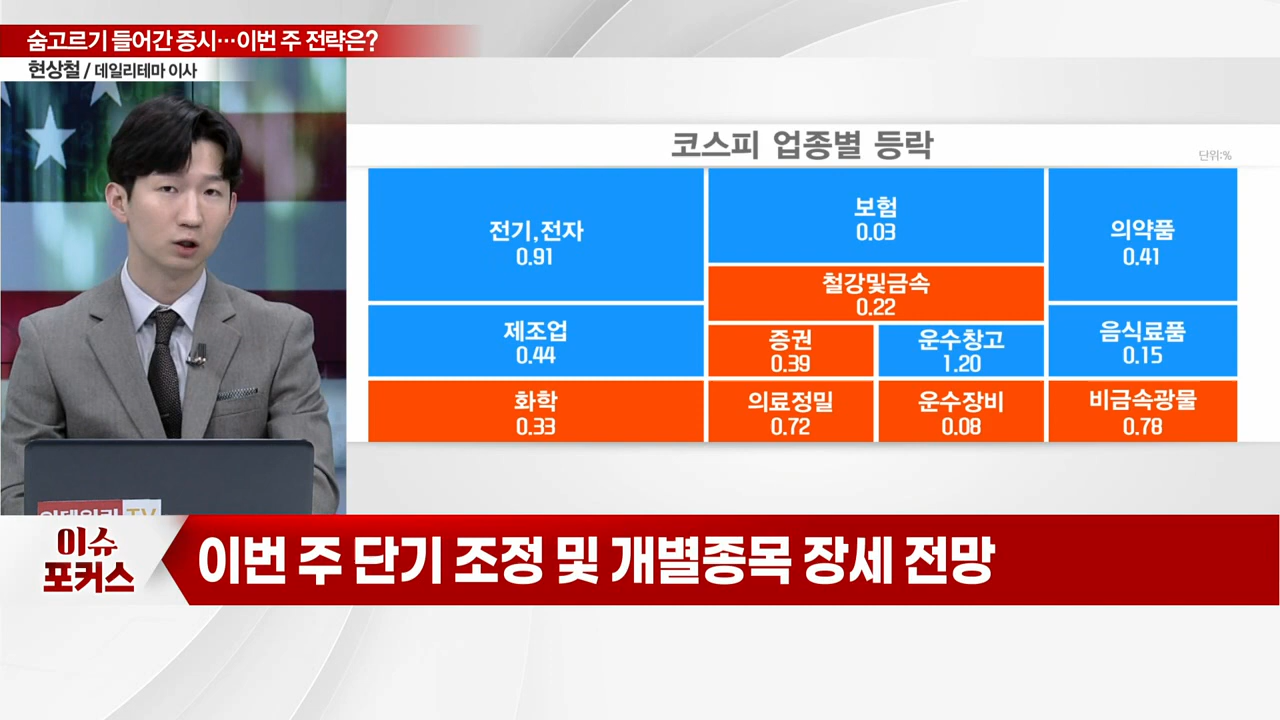 숨고르기 들어간 증시…이번 주 전략은?
현상철 / 데일리테마 이사
코스피 업종별 등락
단위:%
전기,전자
0.91
보험
0.03
의약품
0.41
철강및금속
0.22
제조업
0.44
증권
0.39
운수창고
1.20
음식료품
0.15
화학
0.33
의료정밀
0.72
운수장비
0.08
비금속광물
0.78
이데일리 TV
이슈
포커스
이번 주 단기 조정 및 개별종목 장세 전망